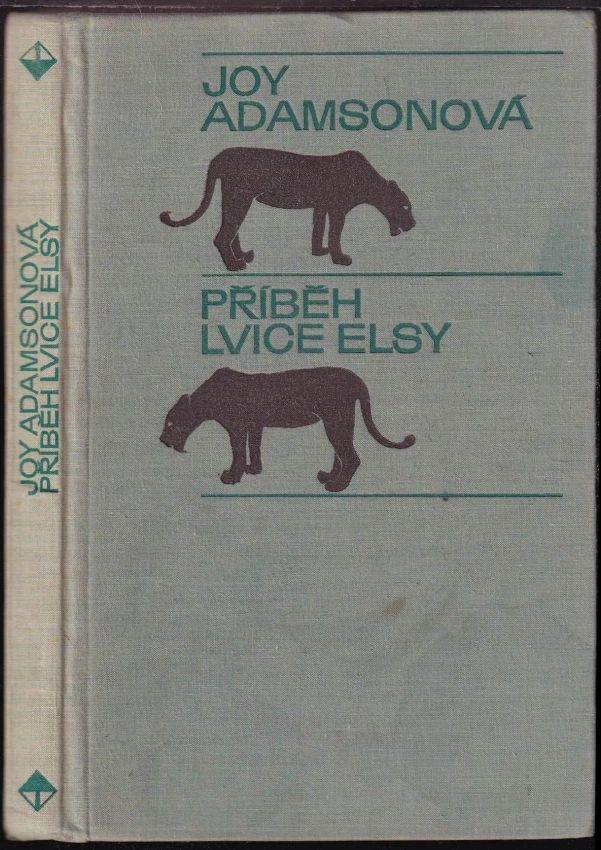 JOY
ADAMSONOVÁ
PŘÍBĚH
LVICE ELSY
JOY ADAMSONOVÁ
PŘÍBĚH LVICE ELSY